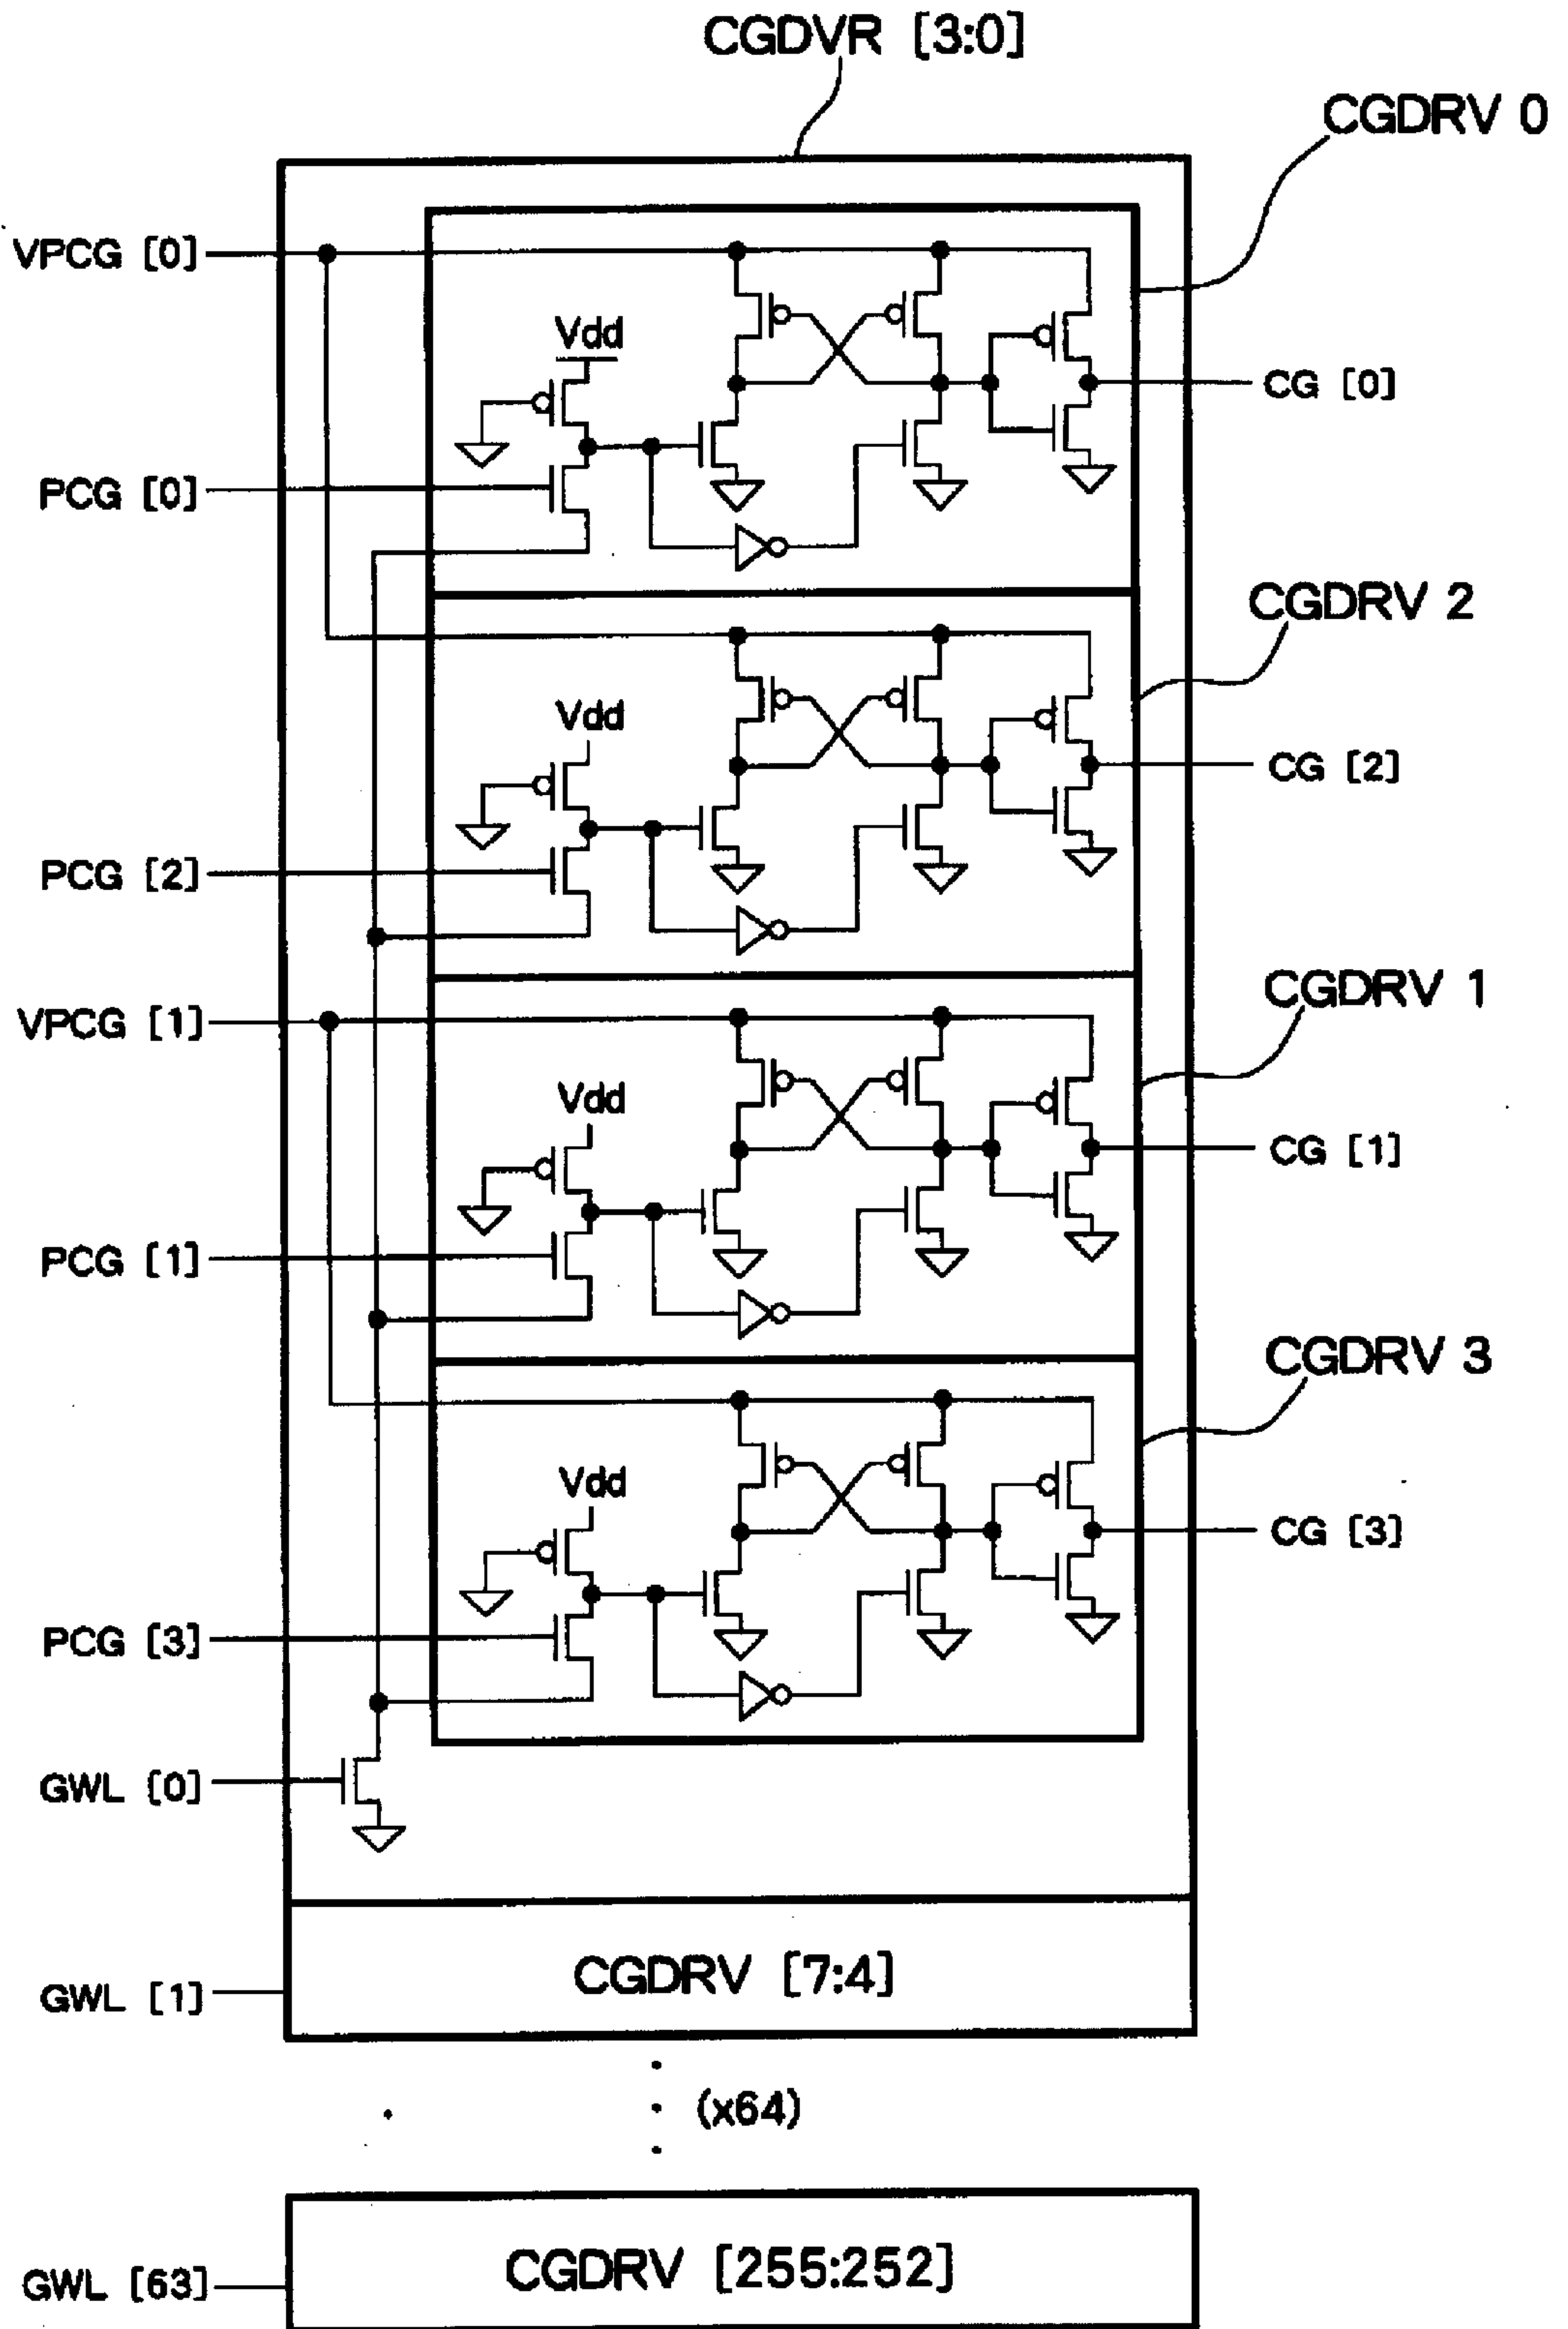 CGDVR [3:0]
CGDRV 0
VPCG [0]
Vdd
CG [0]
PCG [0]
CGDRV 2
Vdd
CG [2]
PCG [2]
CGDRV 1
VPCG [1]
Vdd
CG [1]
PCG [1]
CGDRV 3
Vdd
CG [3]
PCG [3]
GWL [0]
CGDRV [7:4]
GWL [1]
(x64)
CGDRV [255:252]
GWL [63]